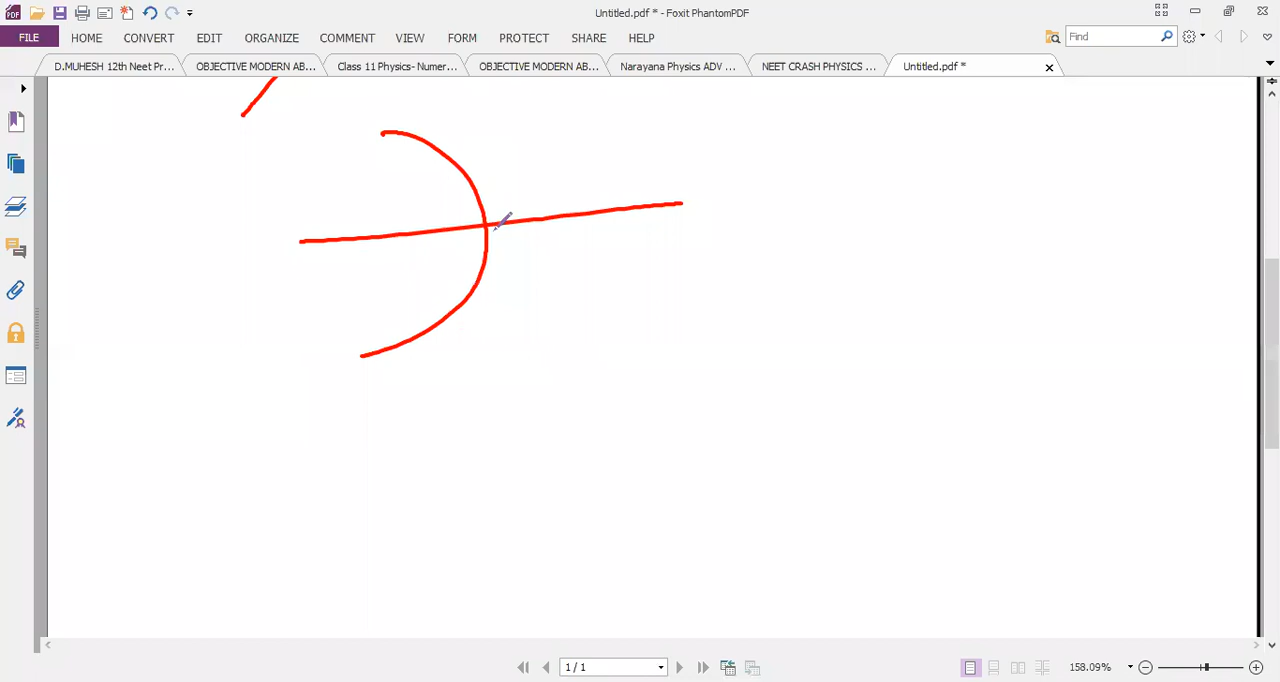 Untitled.pdf * - Foxit PhantomPDF
FILE HOME CONVERT EDIT ORGANIZE COMMENT VIEW FORM PROTECT SHARE HELP Find
D.MUHESH 12th Neet Pr... OBJECTIVE MODERN AB... Class 11 Physics- Numer... OBJECTIVE MODERN AB... Narayana Physics ADV ... NEET CRASH PHYSICS ... Untitled.pdf *
1 / 1 158.09%